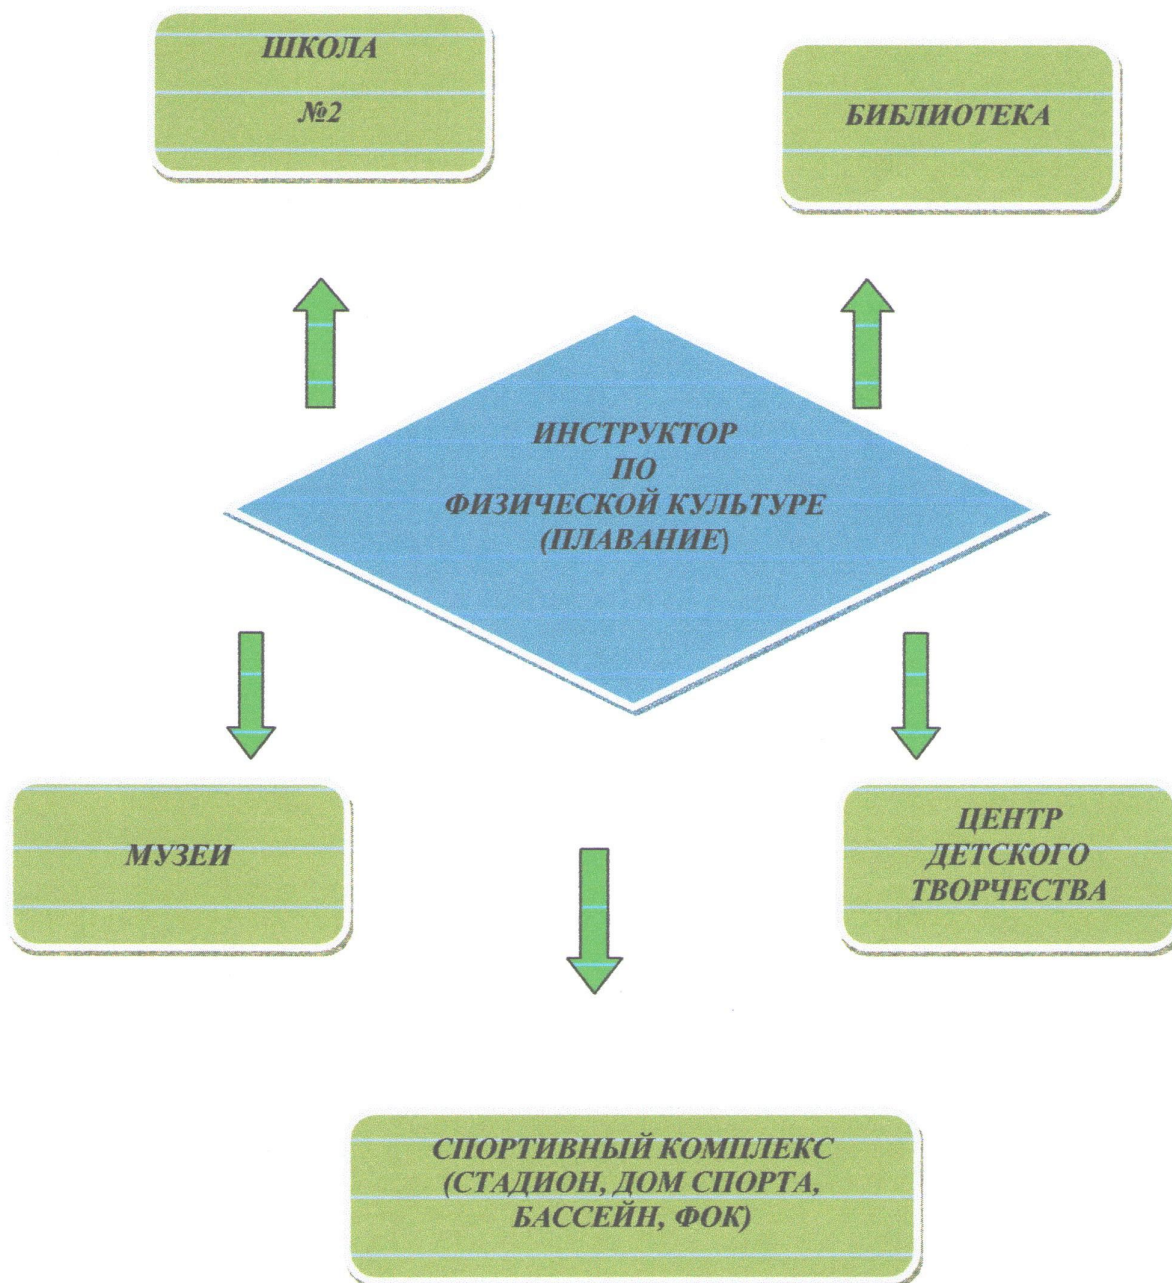 ШКОЛА
№2
БИБЛИОТЕКА
ИНСТРУКТОР
ПО
ФИЗИЧЕСКОЙ КУЛЬТУРЕ
(ПЛАВАНИЕ)
МУЗЕИ
ЦЕНТР
ДЕТСКОГО
ТВОРЧЕСТВА
СПОРТИВНЫЙ КОМПЛЕКС
(СТАДИОН, ДОМ СПОРТА,
БАССЕЙН, ФОК)